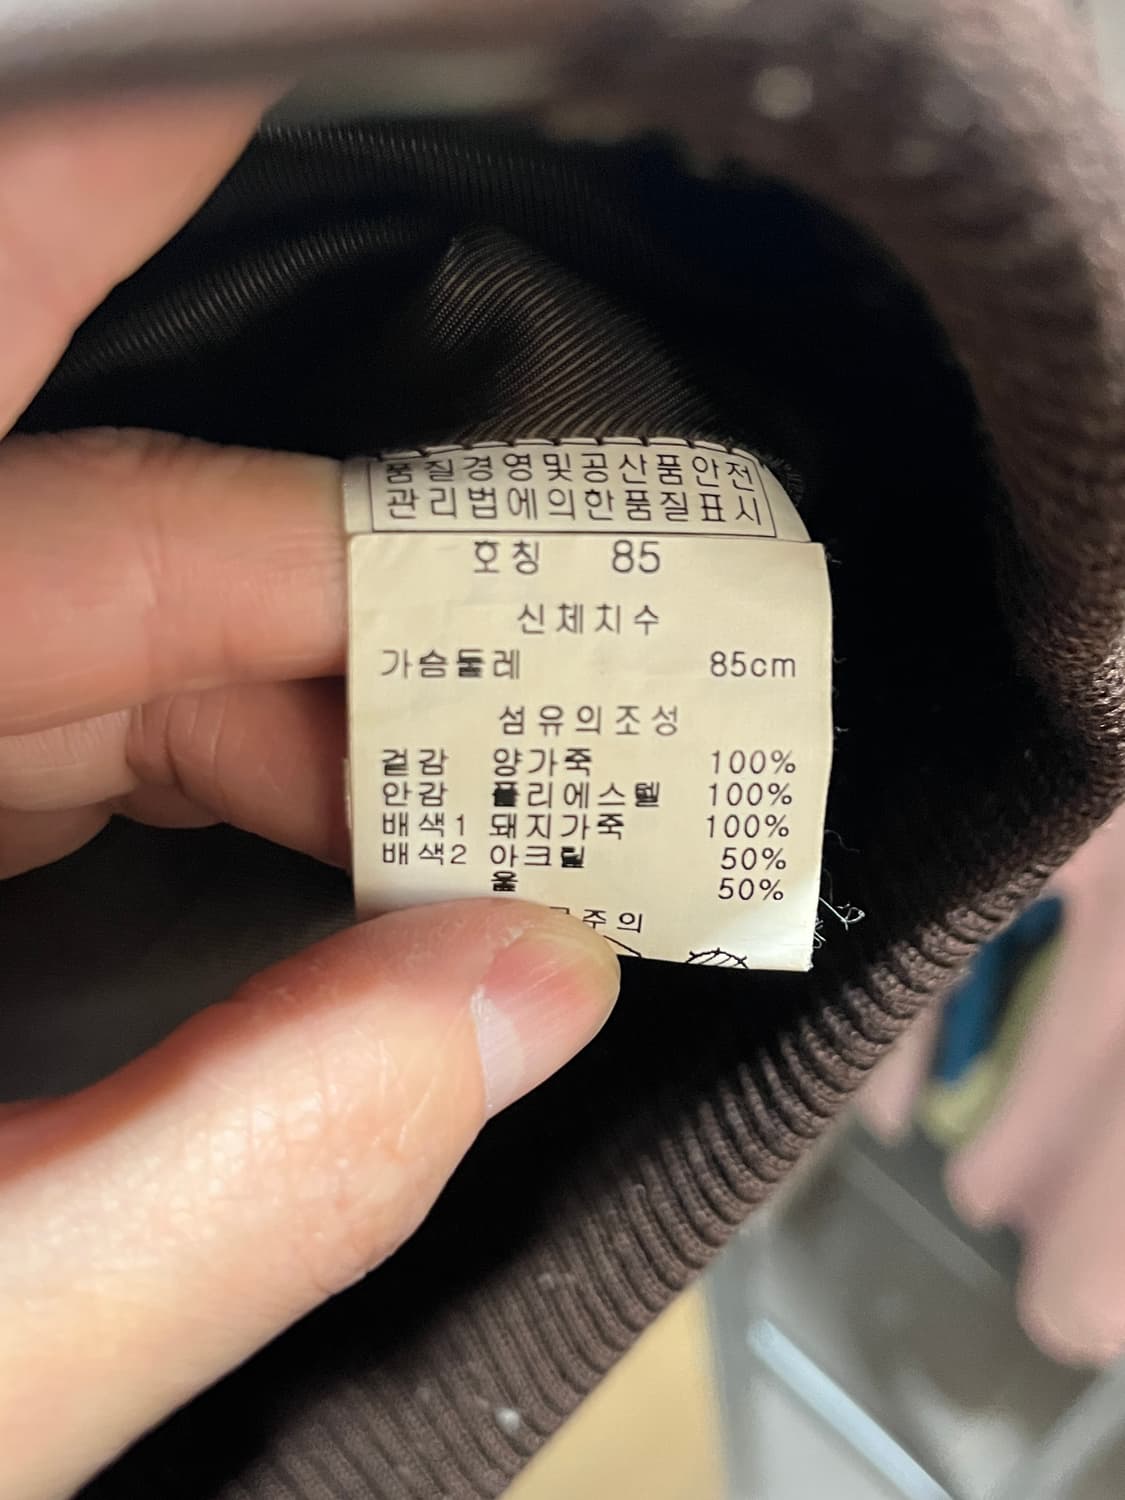 품질경영및공산품안전
관리법에의한품질표시
호칭 85
신체치수
가슴둘레 85cm
섬유의조성
겉감 양가죽 100%
안감 폴리에스텔 100%
배색1 돼지가죽 100%
배색2 아크릴 50%
울 50%
주의